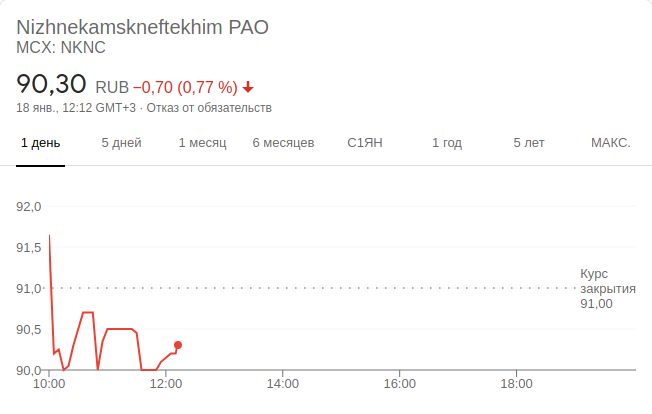 Nizhnekamskneftekhim PAO
MCX: NKNC
90,30 RUB −0,70 (0,77 %)
18 янв., 12:12 GMT+3 · Отказ от обязательств
1 день 5 дней 1 месяц 6 месяцев С1ЯН 1 год 5 лет МАКС.
92,0
91,5
91,0
90,5
90,0
Курс
закрытия
91,00
10:00 12:00 14:00 16:00 18:00